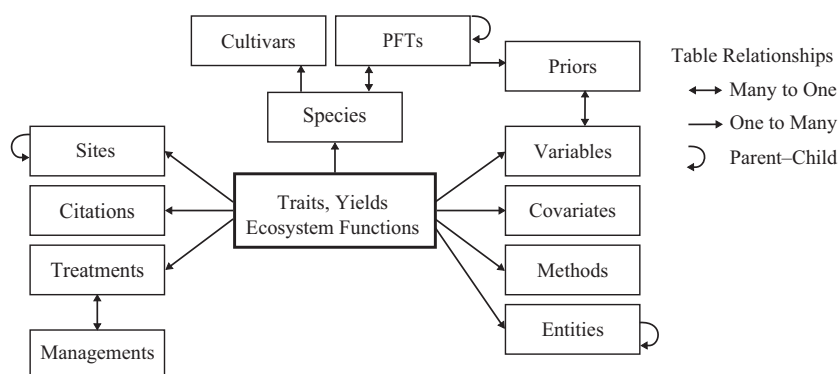 Cultivars
PFTs
Priors
Species
Sites
Variables
Traits, Yields
Ecosystem Functions
Citations
Covariates
Treatments
Methods
Entities
Managements
Table Relationships
Many to One
One to Many
Parent–Child